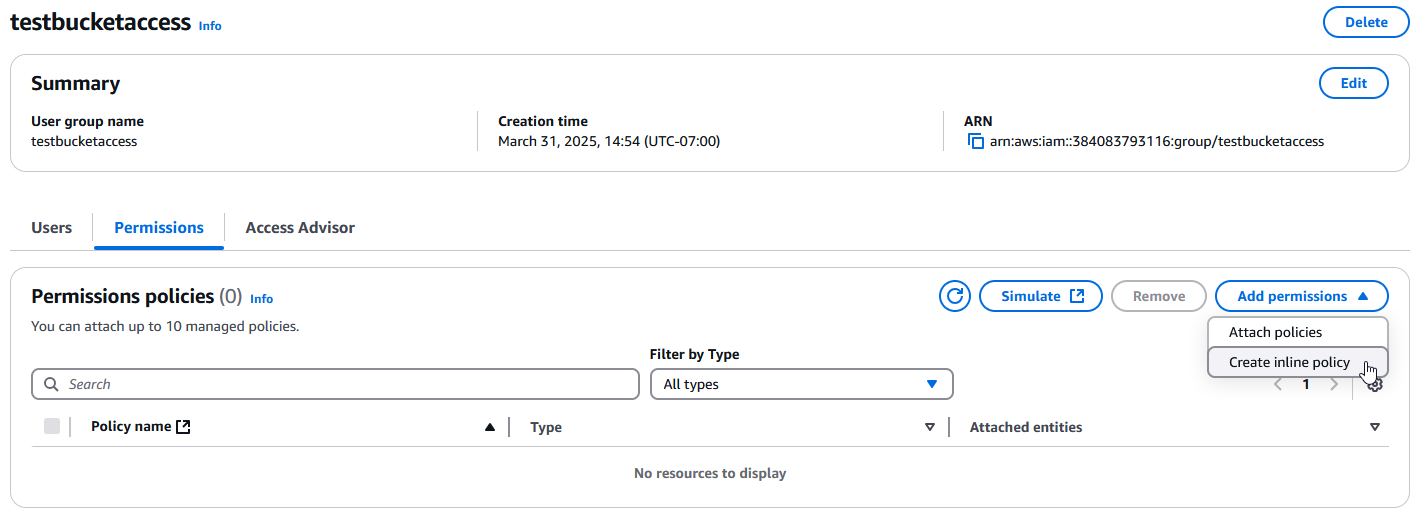 testbucketaccess Info
Delete
Summary
Edit
User group name
testbucketaccess
Creation time
March 31, 2025, 14:54 (UTC-07:00)
ARN
arn:aws:iam::384083793116:group/testbucketaccess
Users
Permissions
Access Advisor
Permissions policies (0) Info
Simulate
Remove
Add permissions
You can attach up to 10 managed policies.
Attach policies
Create inline policy
Filter by Type
Search
All types
1
Policy name
Type
Attached entities
No resources to display